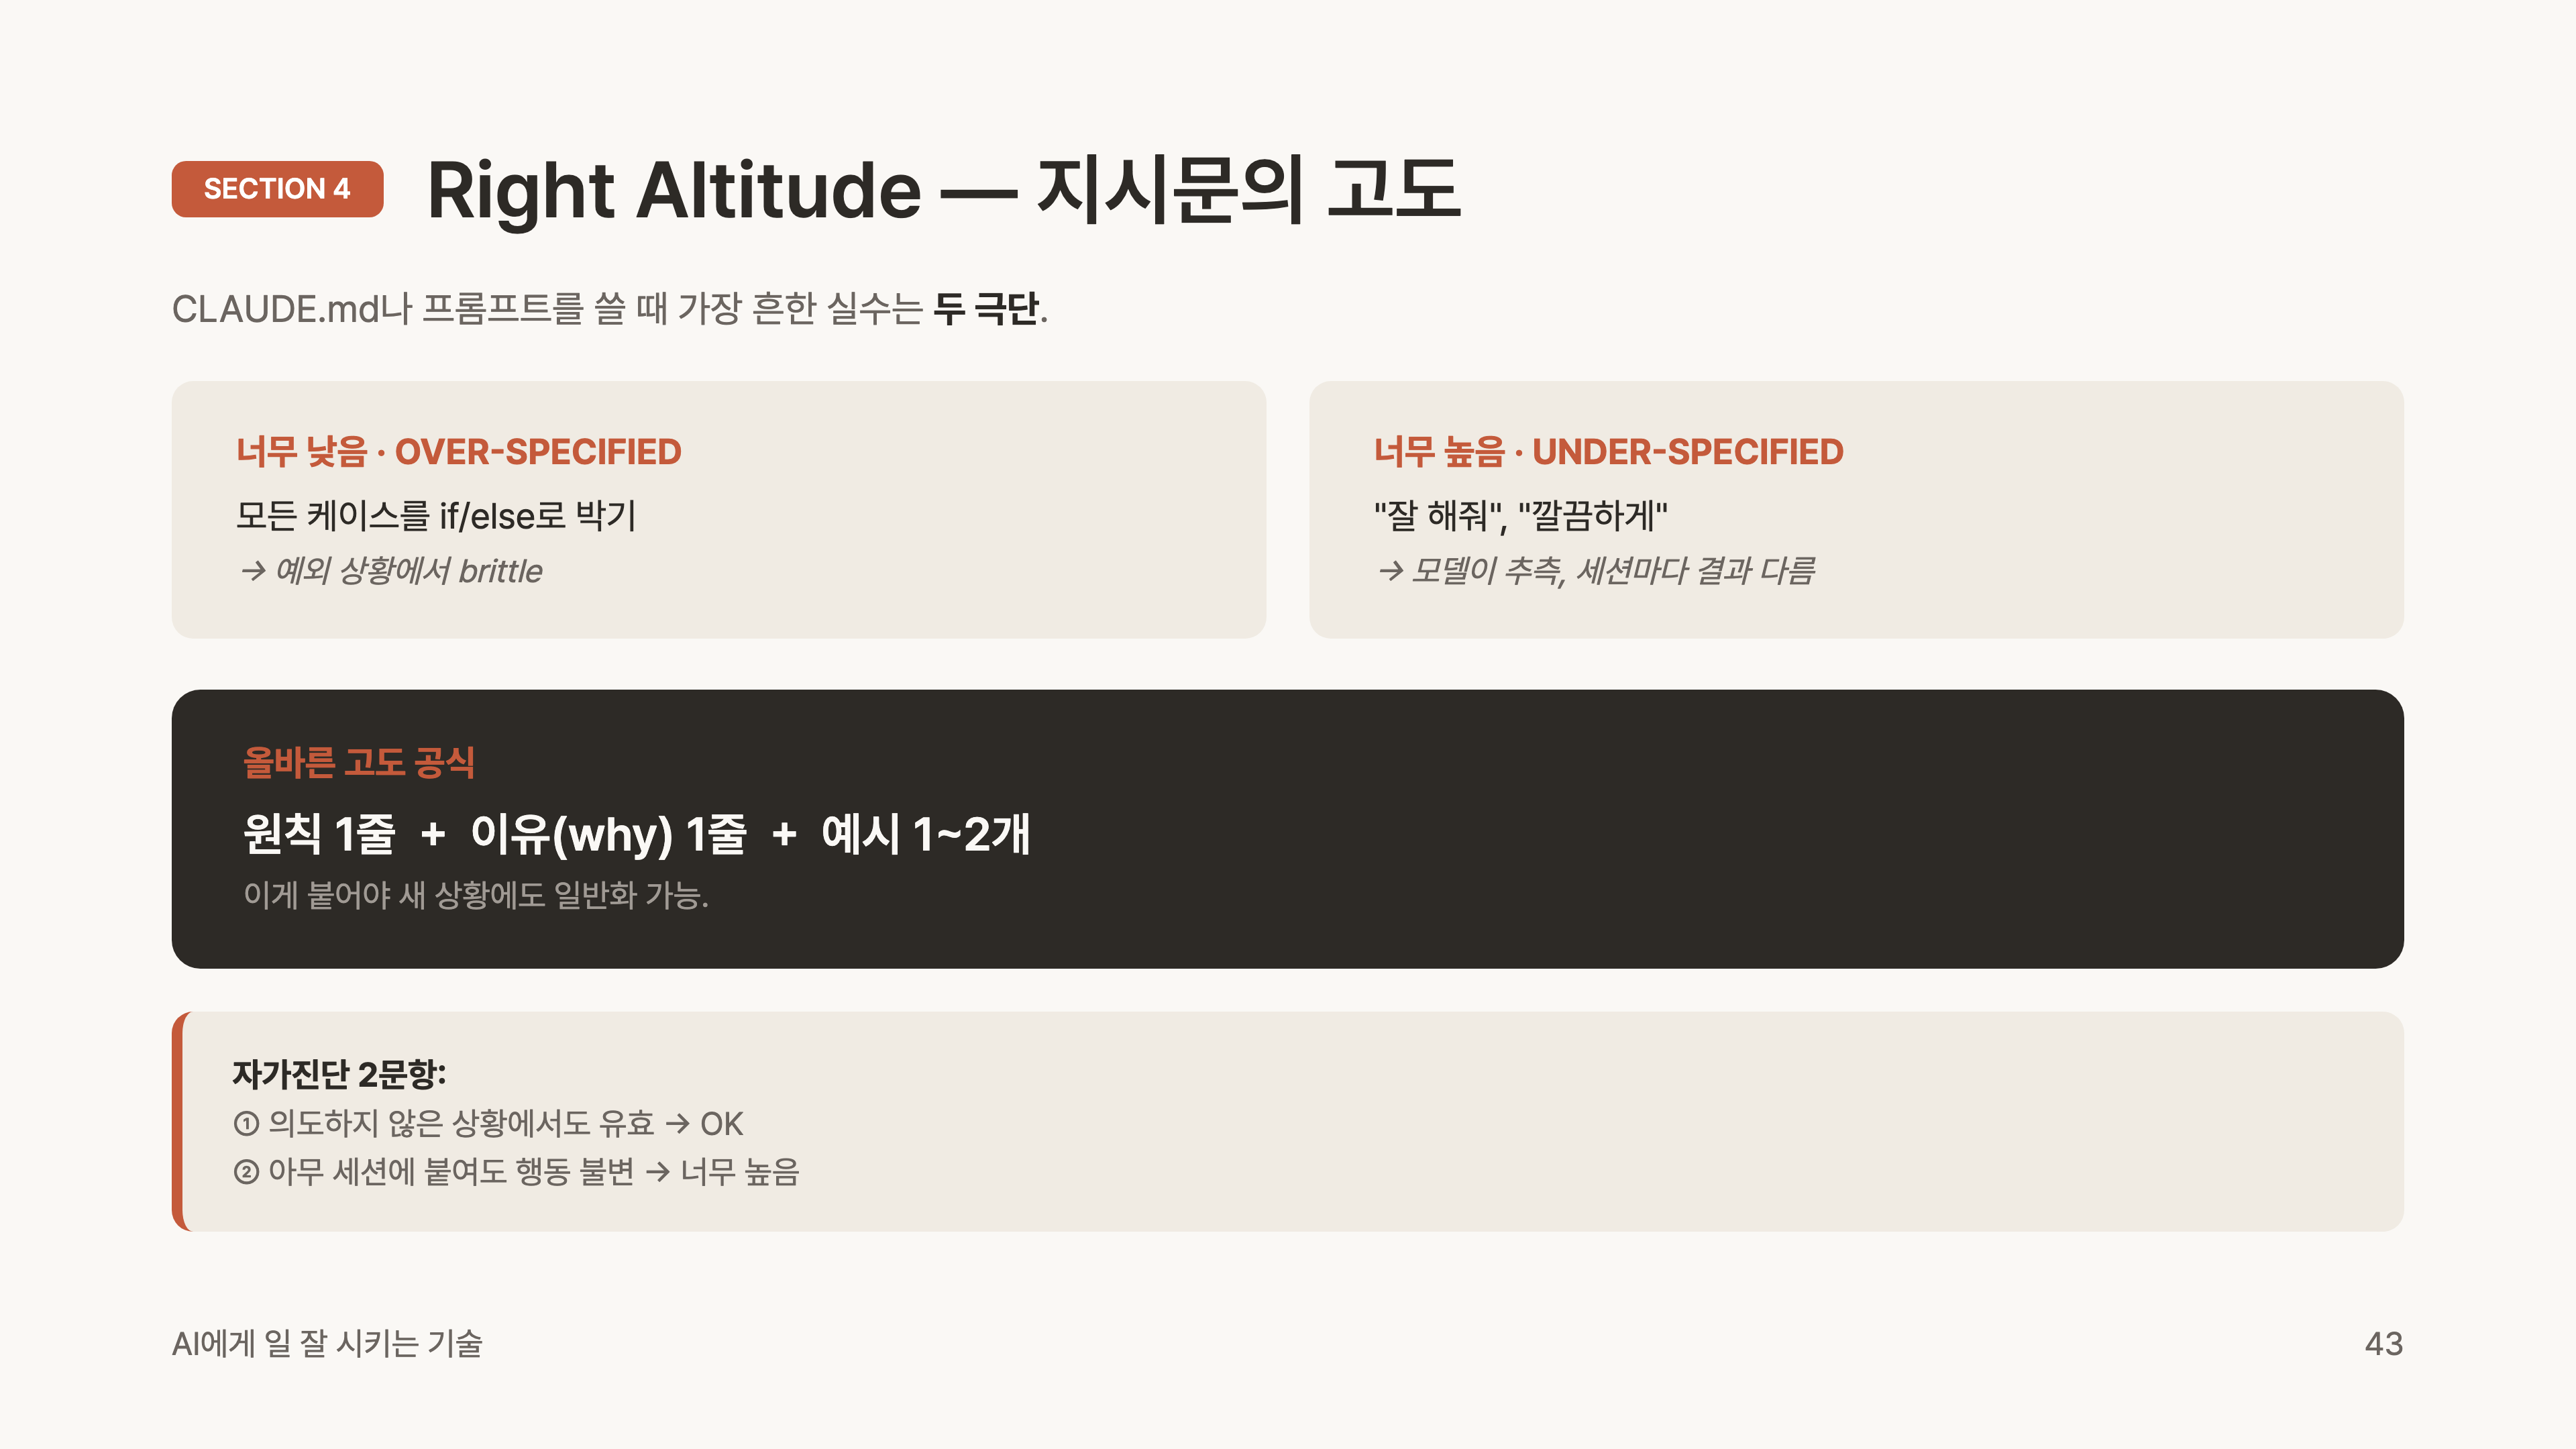 SECTION 4
Right Altitude — 지시문의 고도
CLAUDE.md나 프롬프트를 쓸 때 가장 흔한 실수는 두 극단.
너무 낮음 · OVER-SPECIFIED
모든 케이스를 if/else로 박기
→ 예외 상황에서 brittle
너무 높음 · UNDER-SPECIFIED
"잘 해줘", "깔끔하게"
→ 모델이 추측, 세션마다 결과 다름
올바른 고도 공식
원칙 1줄 + 이유(why) 1줄 + 예시 1~2개
이게 붙어야 새 상황에도 일반화 가능.
자가진단 2문항:
① 의도하지 않은 상황에서도 유효 → OK
② 아무 세션에 붙여도 행동 불변 → 너무 높음
AI에게 일 잘 시키는 기술
43